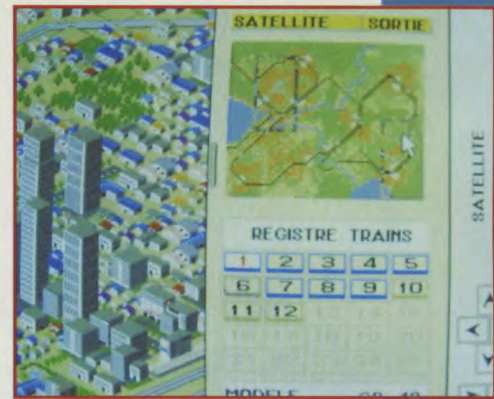 SATELLITE SORTIE
REGISTRE TRAINS
1 2 3 4 5
6 7 8 9 10
11 12
MODELE
SATELLITE